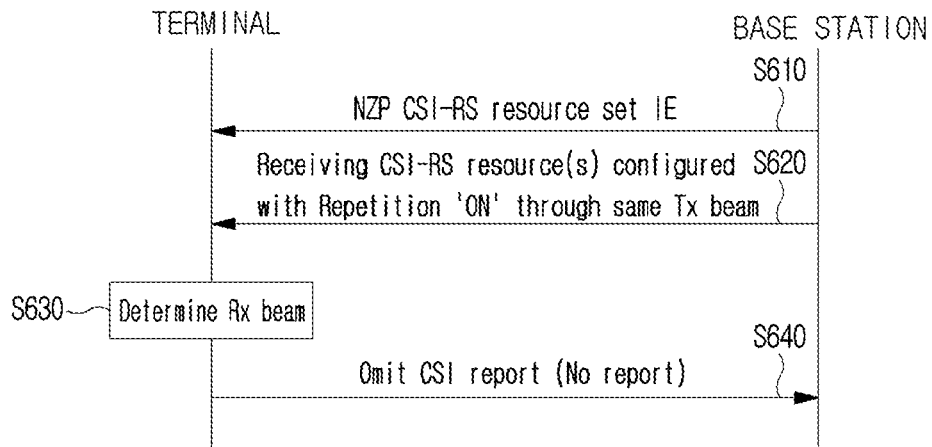 TERMINAL
BASE STATION
S610
NZP CSI-RS resource set IE
Receiving CSI-RS resource(s) configured
S620
with Repetition 'ON' through same Tx beam
S630
Determine Rx beam
S640
Omit CSI report (No report)